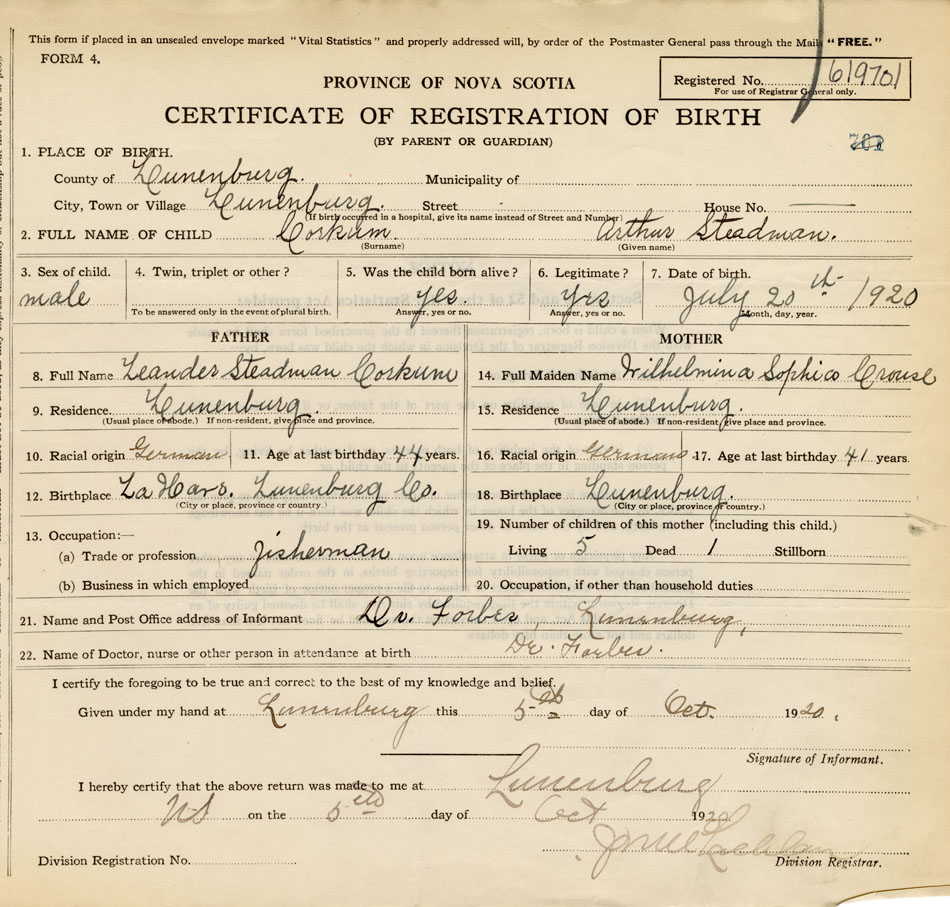 This form if placed in an unsealed envelope marked “Vital Statistics” and properly addressed will, by order of the Postmaster General pass through the Mails “FREE.”
FORM 4.
Registered No. 619701
For use of Registrar General only.
PROVINCE OF NOVA SCOTIA
CERTIFICATE OF REGISTRATION OF BIRTH
(BY PARENT OR GUARDIAN)
1. PLACE OF BIRTH.
County of Lunenburg. Municipality of
City, Town or Village Lunenburg. Street House No.
(If birth occurred in a hospital, give its name instead of Street and Number)
2. FULL NAME OF CHILD Corkum. Arthur Steadman.
(Surname) (Given name)
3. Sex of child. 4. Twin, triplet or other? 5. Was the child born alive? 6. Legitimate? 7. Date of birth.
male yes. Yes July 20th /1920
To be answered only in the event of plural birth. Answer, yes or no. Answer, yes or no. Month, day, year.
FATHER MOTHER
8. Full Name Leander Steadman Corkum 14. Full Maiden Name Wilhelmina Sophia Crouse
9. Residence. Lunenburg. 15. Residence Lunenburg.
(Usual place of abode.) If non-resident, give place and province. (Usual place of abode.) If non-resident, give place and province.
10. Racial origin German 11. Age at last birthday 44 years. 16. Racial origin German 17. Age at last birthday 41 years.
12. Birthplace La Have. Lunenburg Co. 18. Birthplace Lunenburg.
(City or place, province or country.) (City or place, province or country.)
13. Occupation:— 19. Number of children of this mother (including this child.)
(a) Trade or profession fisherman Living 5 Dead 1 Stillborn
(b) Business in which employed 20. Occupation, if other than household duties
21. Name and Post Office address of Informant Dr. Forbes, Lunenburg,
22. Name of Doctor, nurse or other person in attendance at birth Dr. Forbes.
I certify the foregoing to be true and correct to the best of my knowledge and belief.
Given under my hand at Lunenburg this 5th day of Oct. 1920.
Signature of Informant.
I hereby certify that the above return was made to me at Lunenburg
NS on the 5th day of Oct 1920
Division Registration No. Division Registrar.